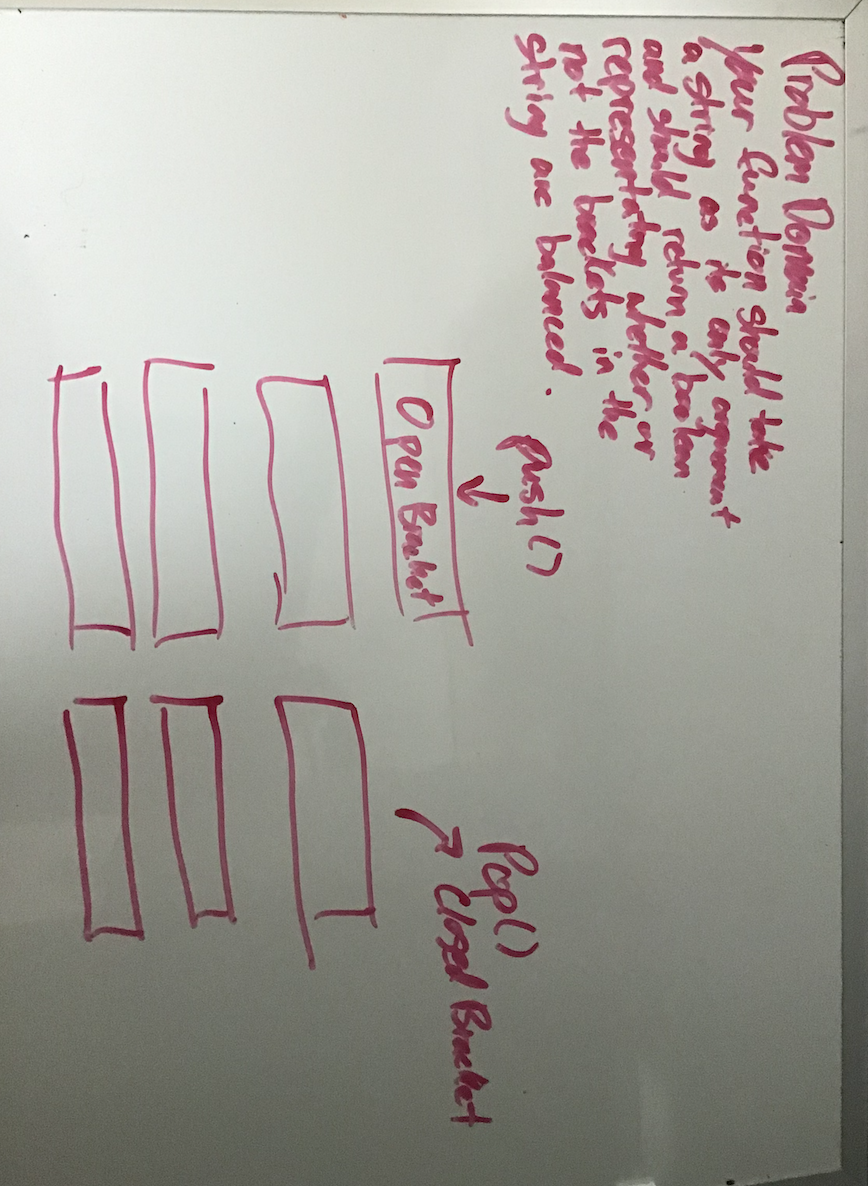 Problem Domain
Your function should take
a string as its only argument
and should return a boolean
representating whether or
not the brackets in the
string are balanced.
push()
Open Bracket
Pop()
Closed Bracket